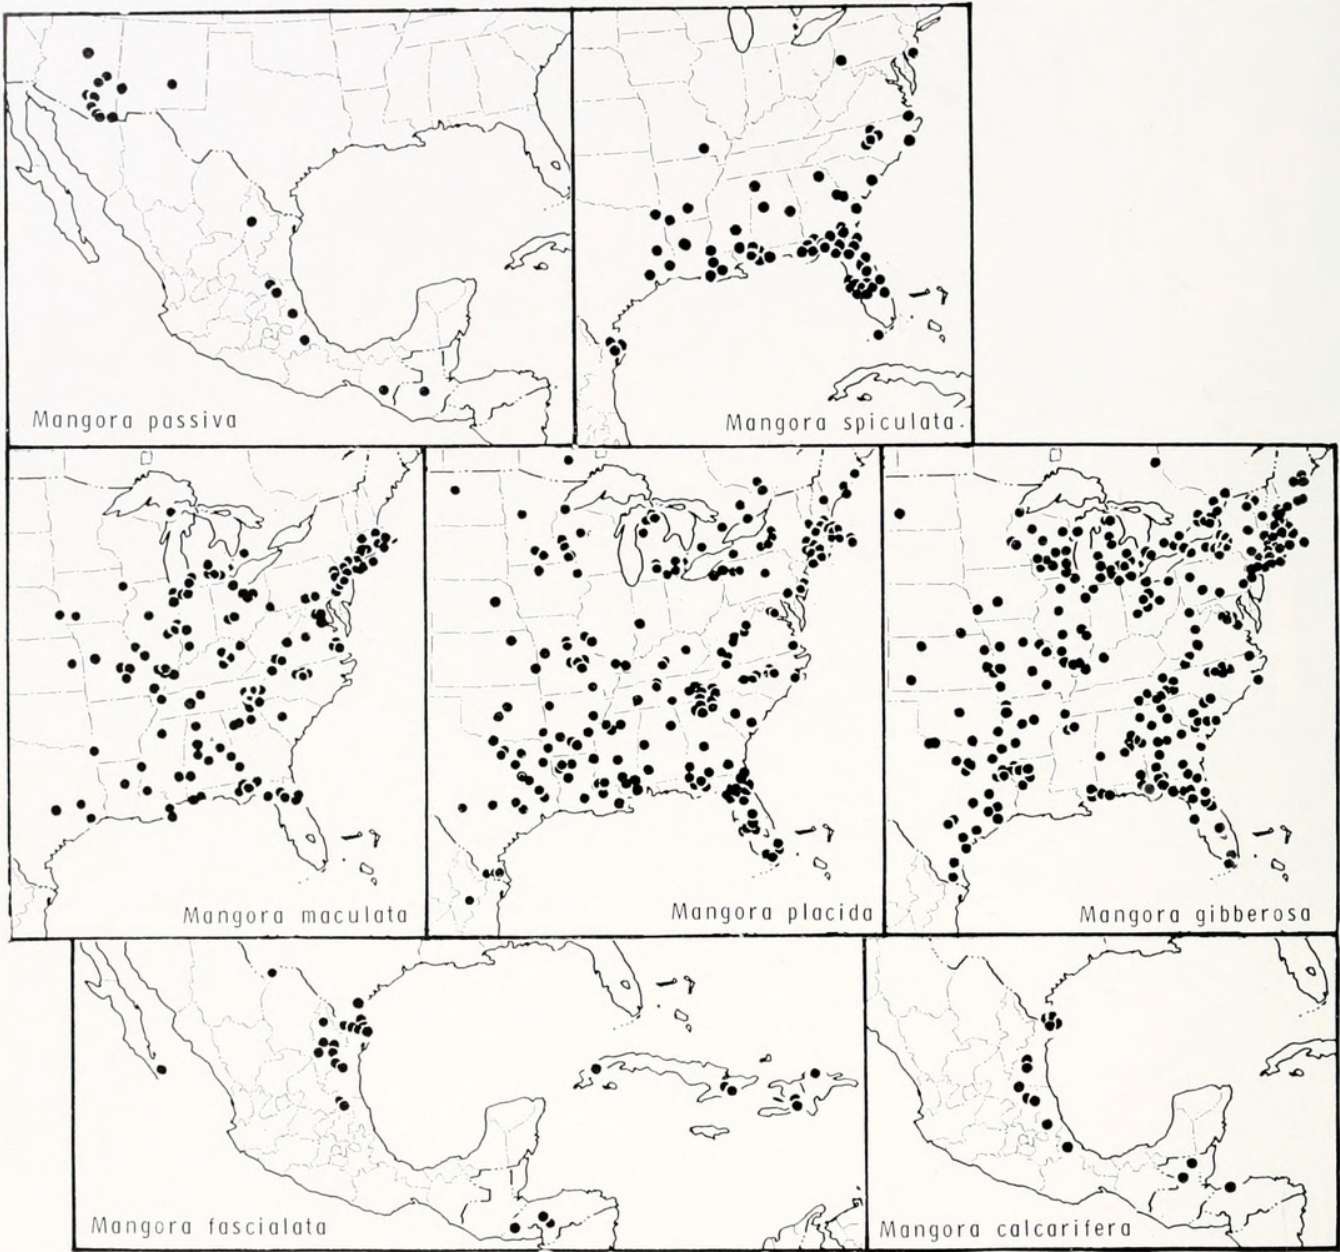 Mangora passiva
Mangora spiculata.
Mangora maculata
Mangora placida
Mangora gibberosa
Mangora fascialata
Mangora calcarifera